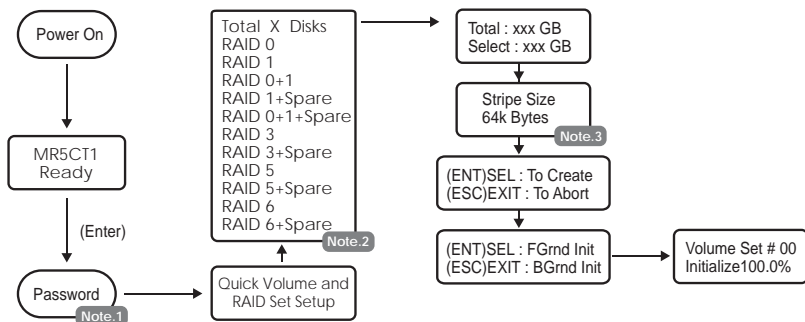 Power On
MR5CT1
Ready
(Enter)
Password
Note.1
Quick Volume and
RAID Set Setup
Total X Disks
RAID 0
RAID 1
RAID 0+1
RAID 1+Spare
RAID 0+1+Spare
RAID 3
RAID 3+Spare
RAID 5
RAID 5+Spare
RAID 6
RAID 6+Spare
Note.2
Total : xxx GB
Select : xxx GB
Stripe Size
64k Bytes
Note.3
(ENT)SEL : To Create
(ESC)EXIT : To Abort
(ENT)SEL : FGrnd Init
(ESC)EXIT : BGrnd Init
Volume Set # 00
Initialize100.0%